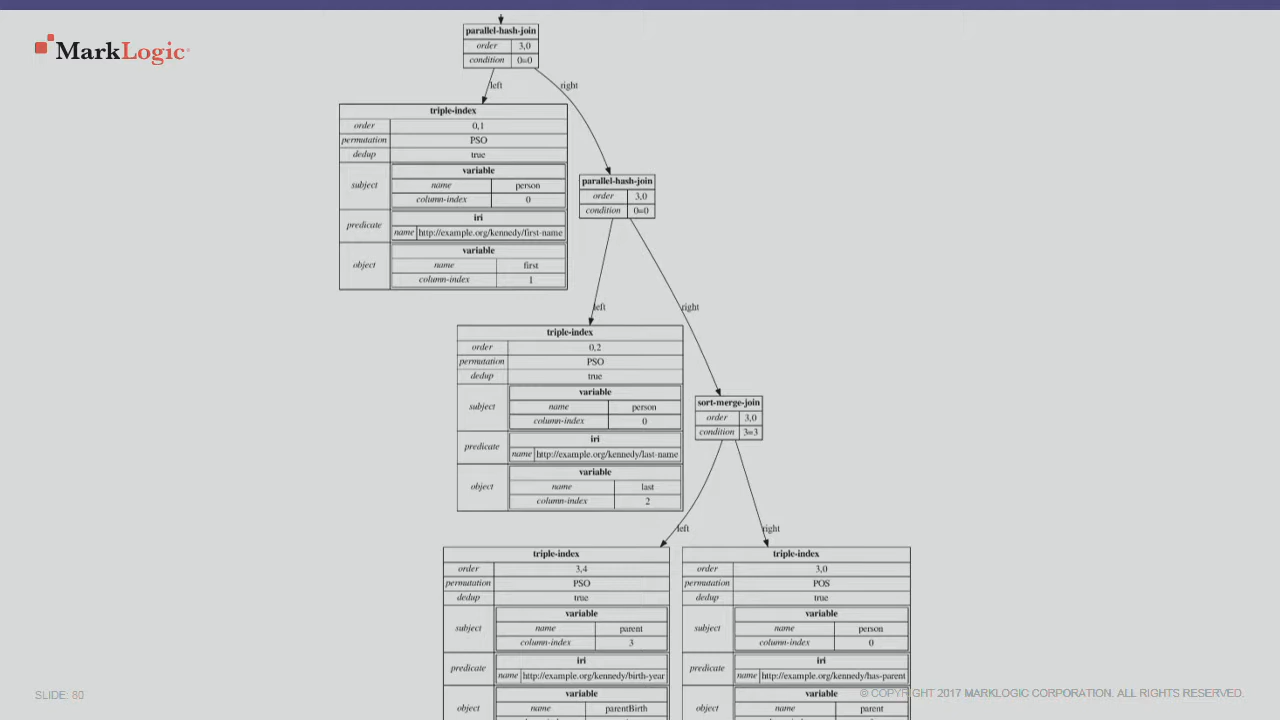 MarkLogic
parallel-hash-join
order 3,0
condition 0=0
left right
triple-index
order 0,1
permutation PSO
dedup true
subject variable
name person
column-index 0
predicate iri
name http://example.org/kennedy/first-name
object variable
name first
column-index 1
parallel-hash-join
order 3,0
condition 0=0
left right
triple-index
order 0,2
permutation PSO
dedup true
subject variable
name person
column-index 0
predicate iri
name http://example.org/kennedy/last-name
object variable
name last
column-index 2
sort-merge-join
order 3,0
condition 3=3
left right
triple-index
order 3,4
permutation PSO
dedup true
subject variable
name parent
column-index 3
predicate iri
name http://example.org/kennedy/birth-year
object variable
name parentBirth
triple-index
order 3,0
permutation POS
dedup true
subject variable
name person
column-index 0
predicate iri
name http://example.org/kennedy/has-parent
object variable
name parent
SLIDE: 80
© COPYRIGHT 2017 MARKLOGIC CORPORATION. ALL RIGHTS RESERVED.